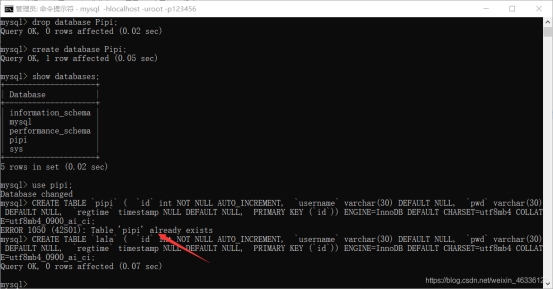 管理员: 命令提示符 - mysql -hlocalhost -uroot -p123456
mysql> drop database Pipi;
Query OK, 0 rows affected (0.02 sec)
mysql> create database Pipi;
Query OK, 1 row affected (0.05 sec)
mysql> show databases;
+--------------------+
| Database |
+--------------------+
| information_schema |
| mysql |
| performance_schema |
| pipi |
| sys |
+--------------------+
5 rows in set (0.02 sec)
mysql> use pipi;
Database changed
mysql> CREATE TABLE `pipi` ( `id` int NOT NULL AUTO_INCREMENT, `username` varchar(30) DEFAULT NULL, `pwd` varchar(30)
DEFAULT NULL, `regtime` timestamp NULL DEFAULT NULL, PRIMARY KEY (`id`)) ENGINE=InnoDB DEFAULT CHARSET=utf8mb4 COLLAT
E=utf8mb4_0900_ai_ci;
ERROR 1050 (42S01): Table 'pipi' already exists
mysql> CREATE TABLE `lala` ( `id` int NOT NULL AUTO_INCREMENT, `username` varchar(30) DEFAULT NULL, `pwd` varchar(30)
DEFAULT NULL, `regtime` timestamp NULL DEFAULT NULL, PRIMARY KEY (`id`)) ENGINE=InnoDB DEFAULT CHARSET=utf8mb4 COLLAT
E=utf8mb4_0900_ai_ci;
Query OK, 0 rows affected (0.07 sec)
mysql>
https://blog.csdn.net/weixin_4633612